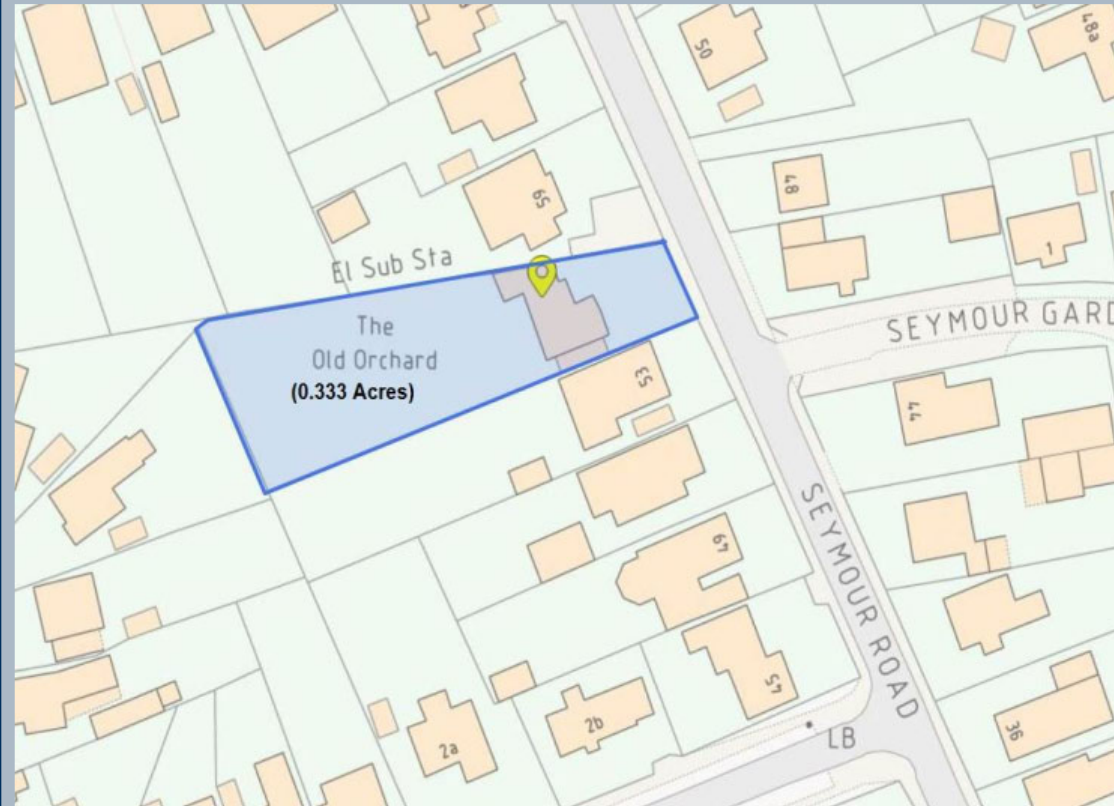 50
48a
48
59
1
El Sub Sta
SEYMOUR GARD
The
Old Orchard
(0.333 Acres)
53
44
SEYMOUR ROAD
49
45
2b
2a
LB
36